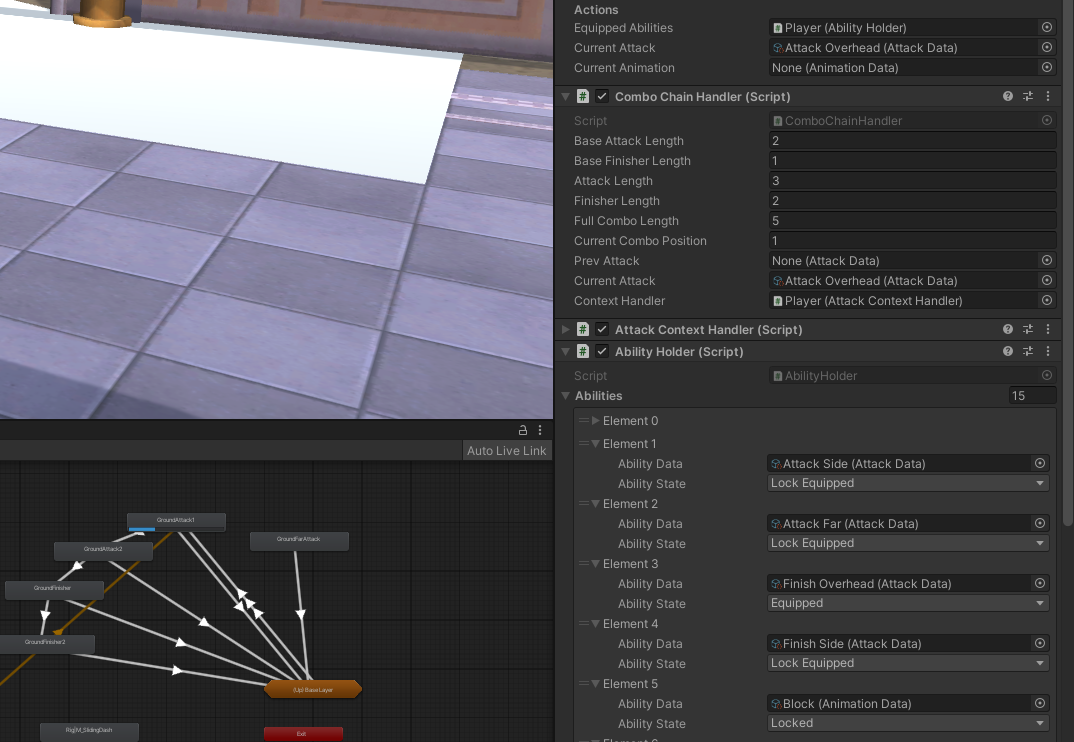 Actions
Equipped Abilities
Player (Ability Holder)
Current Attack
Attack Overhead (Attack Data)
Current Animation
None (Animation Data)
Combo Chain Handler (Script)
Script
ComboChainHandler
Base Attack Length
2
Base Finisher Length
1
Attack Length
3
Finisher Length
2
Full Combo Length
5
Current Combo Position
1
Prev Attack
None (Attack Data)
Current Attack
Attack Overhead (Attack Data)
Context Handler
Player (Attack Context Handler)
Attack Context Handler (Script)
Ability Holder (Script)
Script
AbilityHolder
Abilities
15
Element 0
Element 1
Ability Data
Attack Side (Attack Data)
Ability State
Lock Equipped
Element 2
Ability Data
Attack Far (Attack Data)
Ability State
Lock Equipped
Element 3
Ability Data
Finish Overhead (Attack Data)
Ability State
Equipped
Element 4
Ability Data
Finish Side (Attack Data)
Ability State
Lock Equipped
Element 5
Ability Data
Block (Animation Data)
Ability State
Locked
Auto Live Link
GroundAttack1
GroundFarAttack
GroundAttack2
GroundFinisher
GroundFinisher2
(Up) Base Layer
Rig|M_SlidingDash
Exit